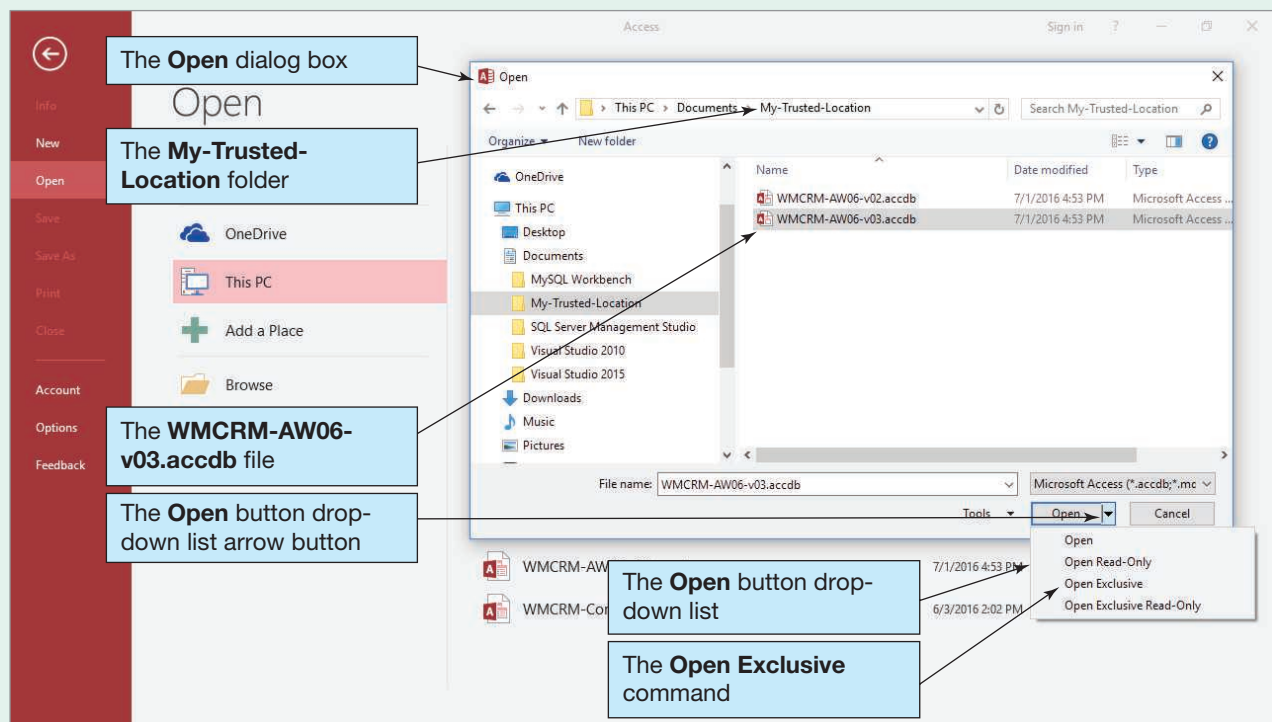 Access
Sign in ?
Info
New
Open
Save
Save As
Print
Close
Account
Options
Feedback
Open
OneDrive
This PC
Add a Place
Browse
The Open dialog box
The My-Trusted-
Location folder
The WMCRM-AW06-
v03.accdb file
The Open button drop-
down list arrow button
Open
This PC > Documents My-Trusted-Location
Search My-Trusted-Location
Organize New folder
OneDrive
This PC
Desktop
Documents
MySQL Workbench
My-Trusted-Location
SQL Server Management Studio
Visual Studio 2010
Visual Studio 2015
Downloads
Music
Pictures
Name Date modified Type
WMCRM-AW06-v02.accdb 7/1/2016 4:53 PM Microsoft Access ...
WMCRM-AW06-v03.accdb 7/1/2016 4:53 PM Microsoft Access ...
File name: WMCRM-AW06-v03.accdb Microsoft Access (*.accdb;*.mc
Tools Open Cancel
Open
Open Read-Only
Open Exclusive
Open Exclusive Read-Only
WMCRM-AW 7/1/2016 4:53 PM
WMCRM-Cor 6/3/2016 2:02 PM
The Open button drop-
down list
The Open Exclusive
command